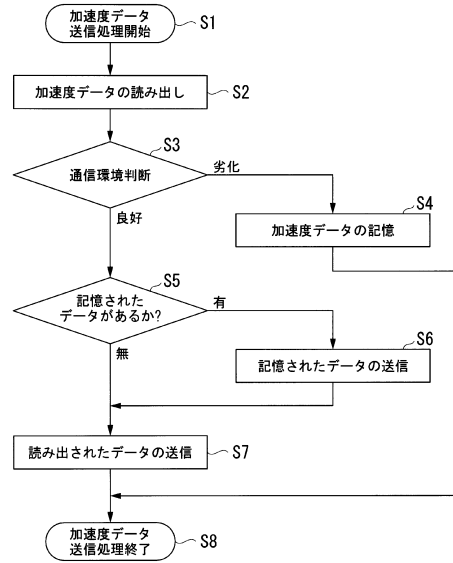 加速度データ
送信処理開始
S1
加速度データの読み出し
S2
S3
通信環境判断
劣化
良好
S4
加速度データの記憶
S5
記憶された
データがあるか?
有
無
S6
記憶されたデータの送信
読み出されたデータの送信
S7
加速度データ
送信処理終了
S8